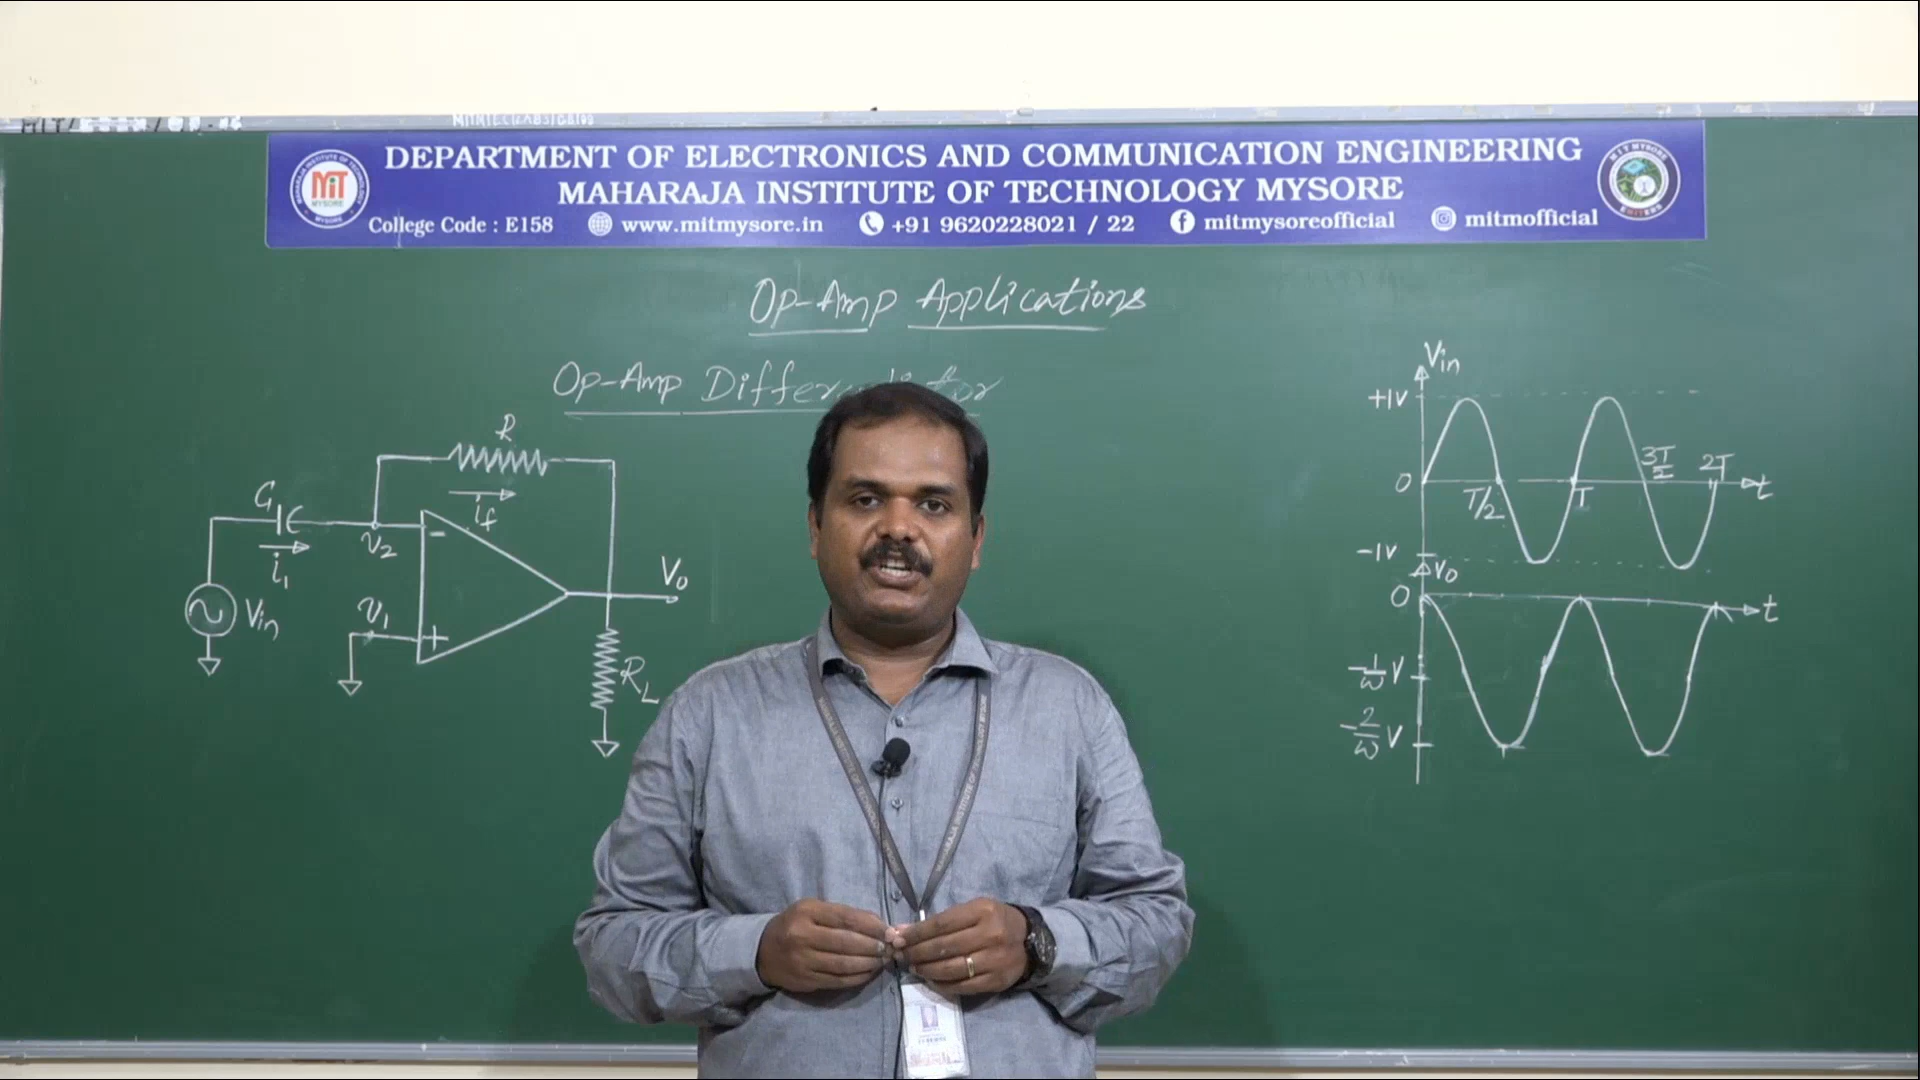 DEPARTMENT OF ELECTRONICS AND COMMUNICATION ENGINEERING
MAHARAJA INSTITUTE OF TECHNOLOGY MYSORE
College Code : E158 www.mitmysore.in +91 9620228021 / 22 mitmysoreofficial mitmofficial
MiT
MYSORE
Op-Amp Applications
Op-Amp
R
if
C1
i1
v2
Vin
v1
-
+
Vo
RL
Vin
+1v
0
T/2
T
3T/2
2T
t
-1v
Vo
0
t
-1/ω V
-2/ω V